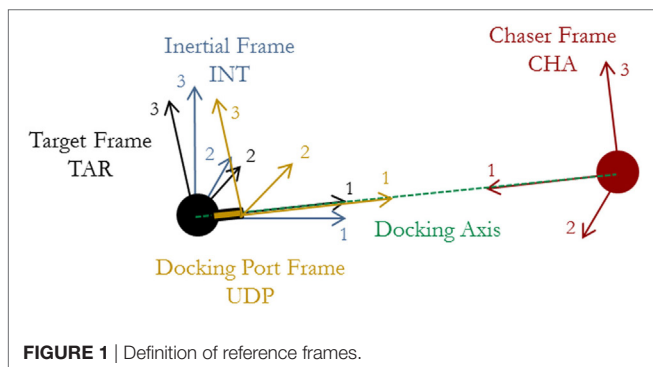 Inertial Frame
INT
Chaser Frame
CHA
3
3
3
3
Target Frame
TAR
2
2
2
1
1
1
1
2
Docking Axis
Docking Port Frame
UDP
FIGURE 1 | Definition of reference frames.